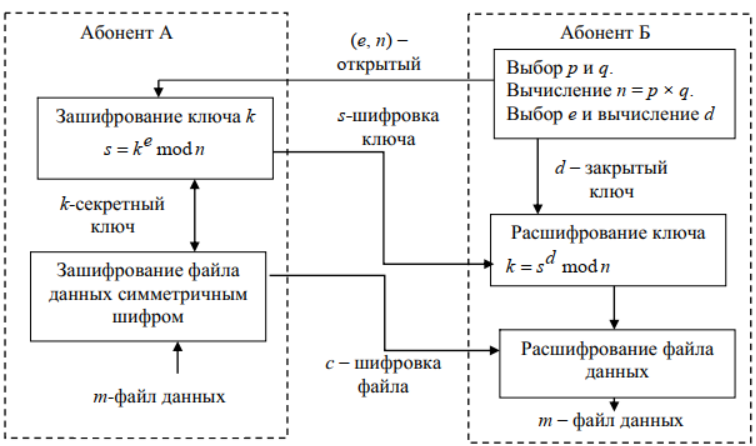 Абонент А
(e, n) –
открытый
Абонент Б
Выбор p и q.
Вычисление n = p × q.
Выбор e и вычисление d
Зашифрование ключа k
s = k^e mod n
s-шифровка
ключа
d – закрытый
ключ
k-секретный
ключ
Расшифрование ключа
k = s^d mod n
Зашифрование файла
данных симметричным
шифром
c – шифровка
файла
Расшифрование файла
данных
m-файл данных
m – файл данных